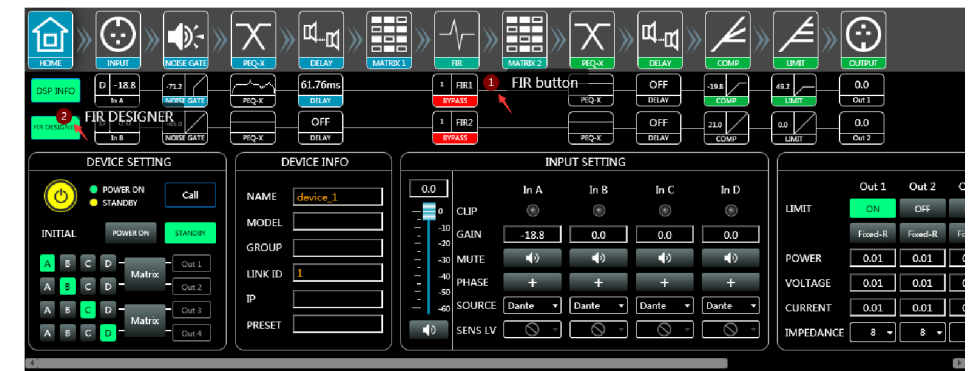 HOME INPUT NOISE GATE PEQ-X DELAY MATRIX 1 FIR MATRIX 2 PEQ-X DELAY COMP LIMIT OUTPUT
DSP INFO D -18.8 -71.2 61.76ms 1 FIR1 1 FIR button OFF -19.8 49.2 0.0
In A NOISE GATE PEQ-X DELAY BYPASS PEQ-X DELAY COMP LIMIT Out 1
2 FIR DESIGNER
FIR DESIGNER D 0.0 OFF 1 FIR2 OFF 21.0 0.0 0.0
In B NOISE GATE PEQ-X DELAY BYPASS PEQ-X DELAY COMP LIMIT Out 2
DEVICE SETTING DEVICE INFO INPUT SETTING
POWER ON
STANDBY
Call
INITIAL POWER ON STANDBY
A B C D Matrix Out 1
A B C D Out 2
A B C D Matrix Out 3
A B C D Out 4
NAME device_1
MODEL
GROUP
LINK ID 1
IP
PRESET
0.0 In A In B In C In D
0
-10
-20
-30
-40
-50
-60
CLIP
GAIN -18.8 0.0 0.0 0.0
MUTE
PHASE + + + +
SOURCE Dante Dante Dante Dante
SENS LV
Out 1 Out 2
LIMIT ON OFF
Fixed-R Fixed-R
POWER 0.01 0.01
VOLTAGE 0.01 0.01
CURRENT 0.01 0.01
IMPEDANCE 8 8